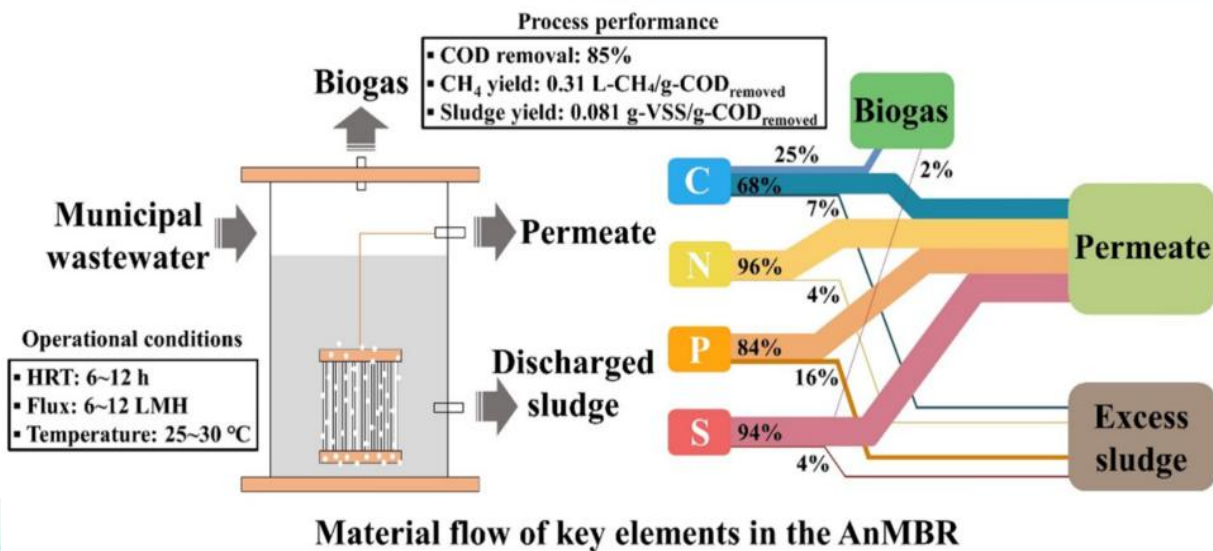 Process performance
▪ COD removal: 85%
▪ CH₄ yield: 0.31 L-CH₄/g-CODremoved
▪ Sludge yield: 0.081 g-VSS/g-CODremoved
Biogas
Municipal
wastewater
Permeate
Discharged
sludge
Operational conditions
▪ HRT: 6~12 h
▪ Flux: 6~12 LMH
▪ Temperature: 25~30 °C
Biogas
25%
2%
C
68%
7%
N
96%
4%
P
84%
16%
S
94%
4%
Permeate
Excess
sludge
Material flow of key elements in the AnMBR